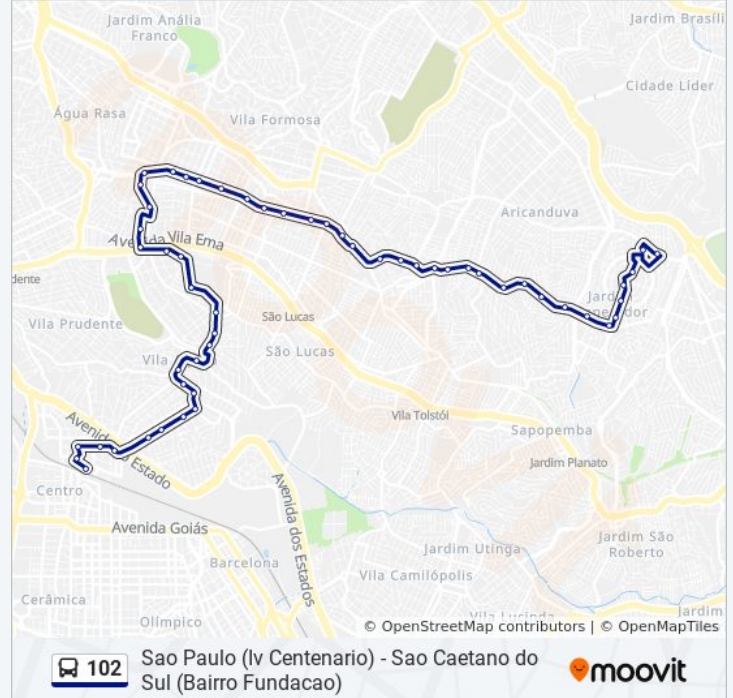 Jardim Anália
Franco
Jardim Brasíli
Cidade Líder
Água Rasa
Vila Formosa
Aricanduva
Avenida Vila Ema
dente
Jardim
São Lucas
Vila Prudente
São Lucas
Vila
Vila Tolstói
Sapopemba
Avenida do Estado
Jardim Planato
Centro
Avenida dos Estados
Avenida Goiás
Jardim São
Roberto
Jardim Utinga
Barcelona
Vila Camilópolis
Cerâmica
Olímpico
Jardim
© OpenStreetMap contributors | © OpenMapTiles
102
Sao Paulo (Iv Centenario) - Sao Caetano do
Sul (Bairro Fundacao)
moovit